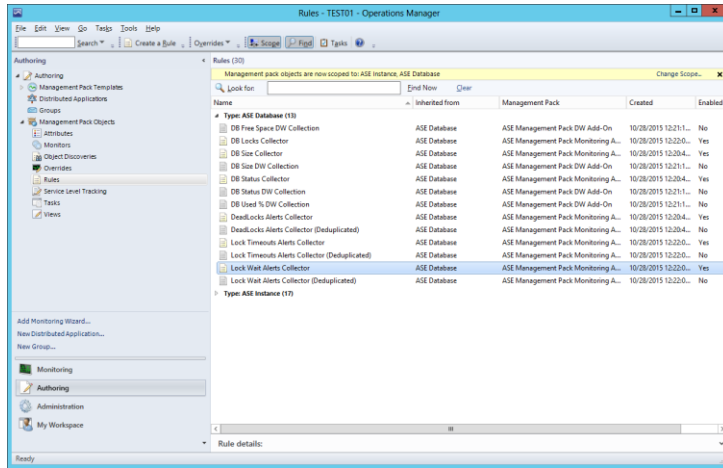 Rules - TEST01 - Operations Manager
File Edit View Go Tasks Tools Help
Search Create a Rule Overrides Scope Find Tasks
Authoring
Authoring
Management Pack Templates
Distributed Applications
Groups
Management Pack Objects
Attributes
Monitors
Object Discoveries
Overrides
Rules
Service Level Tracking
Tasks
Views
Add Monitoring Wizard...
New Distributed Application...
New Group...
Monitoring
Authoring
Administration
My Workspace
Rules (30)
Management pack objects are now scoped to: ASE Instance, ASE Database Change Scope..
Look for: Find Now Clear
Name Inherited from Management Pack Created Enabled
Type: ASE Database (13)
DB Free Space DW Collection ASE Database ASE Management Pack DW Add-On 10/28/2015 12:21:1... No
DB Locks Collector ASE Database ASE Management Pack Monitoring A... 10/28/2015 12:22:0... Yes
DB Size Collector ASE Database ASE Management Pack Monitoring A... 10/28/2015 12:20:4... Yes
DB Size DW Collection ASE Database ASE Management Pack DW Add-On 10/28/2015 12:21:1... No
DB Status Collector ASE Database ASE Management Pack Monitoring A... 10/28/2015 12:20:4... Yes
DB Status DW Collection ASE Database ASE Management Pack DW Add-On 10/28/2015 12:21:1... No
DB Used % DW Collection ASE Database ASE Management Pack DW Add-On 10/28/2015 12:21:1... No
DeadLocks Alerts Collector ASE Database ASE Management Pack Monitoring A... 10/28/2015 12:20:4... Yes
DeadLocks Alerts Collector (Deduplicated) ASE Database ASE Management Pack Monitoring A... 10/28/2015 12:20:4... No
Lock Timeouts Alerts Collector ASE Database ASE Management Pack Monitoring A... 10/28/2015 12:22:0... Yes
Lock Timeouts Alerts Collector (Deduplicated) ASE Database ASE Management Pack Monitoring A... 10/28/2015 12:22:0... No
Lock Wait Alerts Collector ASE Database ASE Management Pack Monitoring A... 10/28/2015 12:22:0... Yes
Lock Wait Alerts Collector (Deduplicated) ASE Database ASE Management Pack Monitoring A... 10/28/2015 12:22:0... No
Type: ASE Instance (17)
Rule details:
Ready